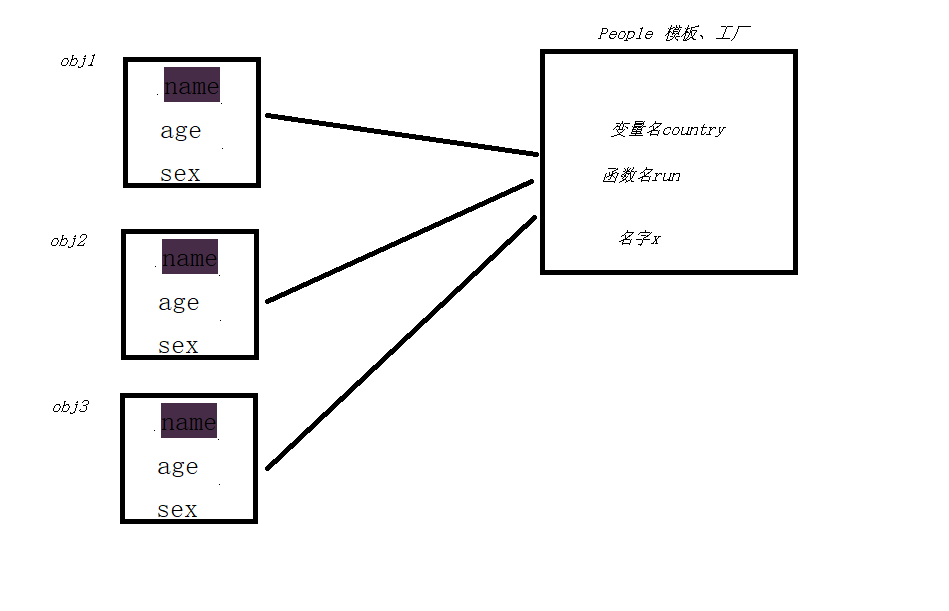 People 模板、工厂
obj1
name
age
sex
变量名country
函数名run
名字x
obj2
name
age
sex
obj3
name
age
sex